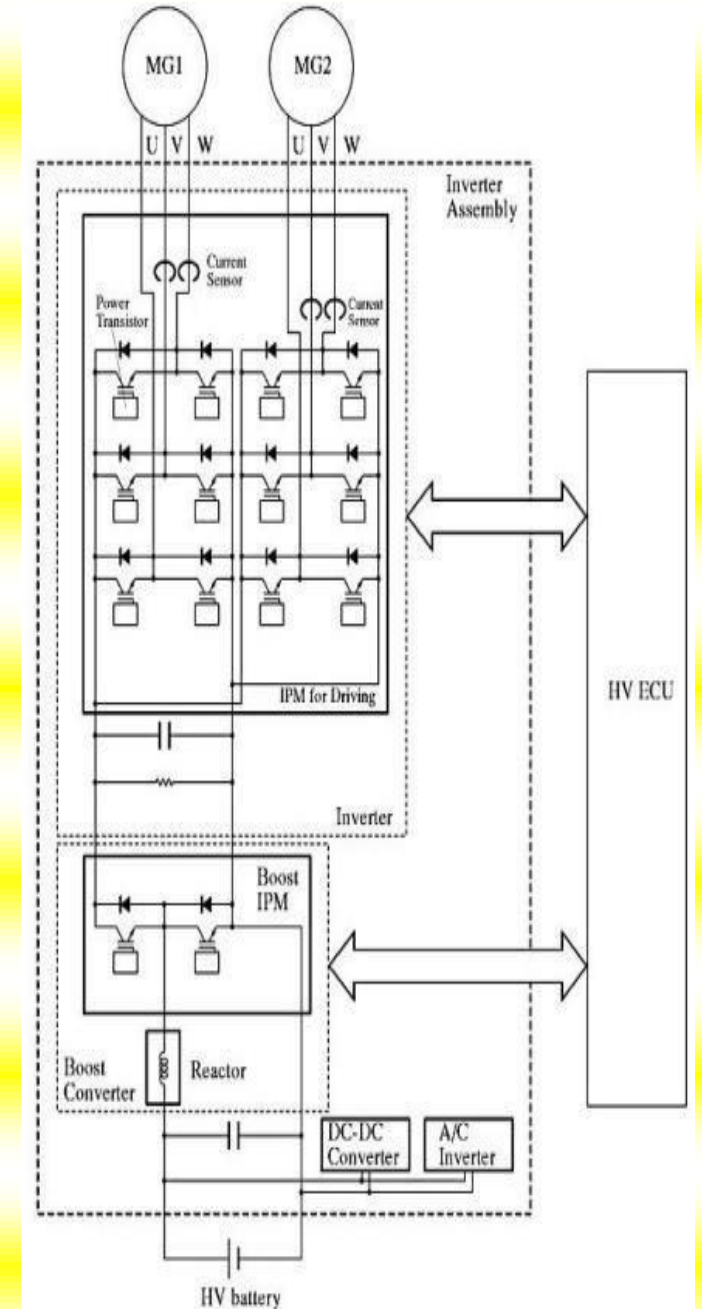 MG1
MG2
U V W
U V W
Inverter
Assembly
Current
Sensor
Power
Transistor
Current
Sensor
IPM for Driving
HV ECU
Inverter
Boost
IPM
Boost
Converter
Reactor
DC-DC
Converter
A/C
Inverter
HV battery